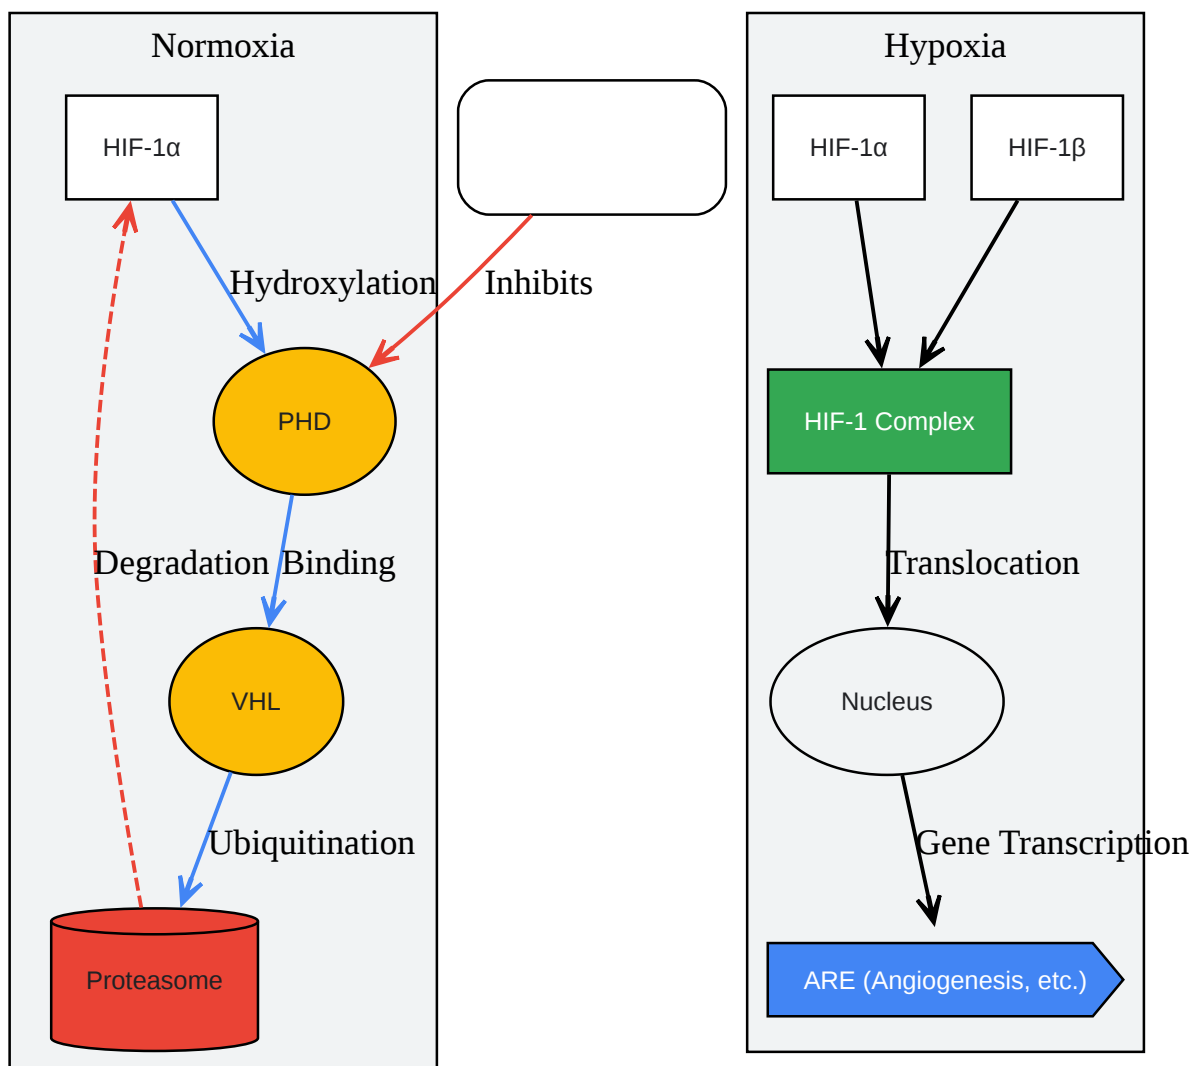 Normoxia
HIF-1α
Hydroxylation
PHD
Degradation
Binding
VHL
Ubiquitination
Proteasome
Inhibits
Hypoxia
HIF-1α
HIF-1β
HIF-1 Complex
Translocation
Nucleus
Gene Transcription
ARE (Angiogenesis, etc.)